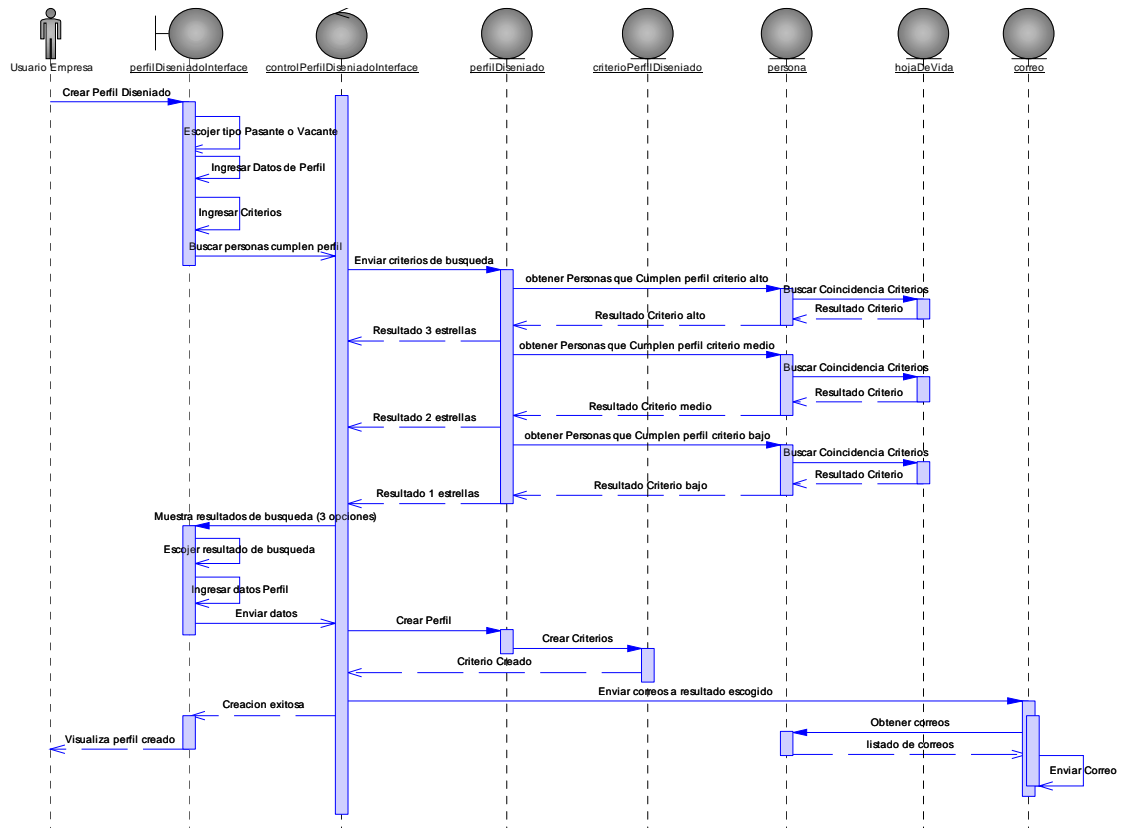 Usuario Empresa
perfilDiseniadoInterface
controlPerfilDiseniadoInterface
perfilDiseniado
criterioPerfilDiseniado
persona
hojaDeVida
correo
Crear Perfil Diseniado
Escojer tipo Pasante o Vacante
Ingresar Datos de Perfil
Ingresar Criterios
Buscar personas cumplen perfil
Enviar criterios de busqueda
obtener Personas que Cumplen perfil criterio alto
Buscar Coincidencia Criterios
Resultado Criterio
Resultado Criterio alto
Resultado 3 estrellas
obtener Personas que Cumplen perfil criterio medio
Buscar Coincidencia Criterios
Resultado Criterio
Resultado Criterio medio
Resultado 2 estrellas
obtener Personas que Cumplen perfil criterio bajo
Buscar Coincidencia Criterios
Resultado Criterio
Resultado Criterio bajo
Resultado 1 estrellas
Muestra resultados de busqueda (3 opciones)
Escojer resultado de busqueda
Ingresar datos Perfil
Enviar datos
Crear Perfil
Crear Criterios
Criterio Creado
Enviar correos a resultado escogido
Creacion exitosa
Obtener correos
Visualiza perfil creado
listado de correos
Enviar Correo